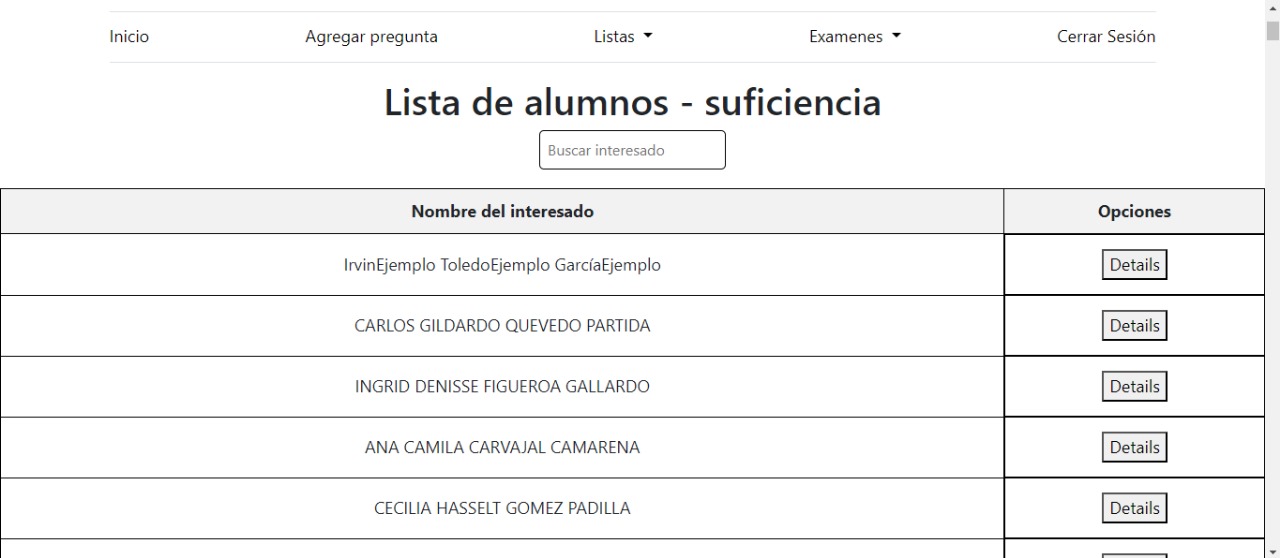 Inicio Agregar pregunta Listas Examenes Cerrar Sesión
Lista de alumnos - suficiencia
Buscar interesado
Nombre del interesado Opciones
IrvinEjemplo ToledoEjemplo GarcíaEjemplo Details
CARLOS GILDARDO QUEVEDO PARTIDA Details
INGRID DENISSE FIGUEROA GALLARDO Details
ANA CAMILA CARVAJAL CAMARENA Details
CECILIA HASSELT GOMEZ PADILLA Details